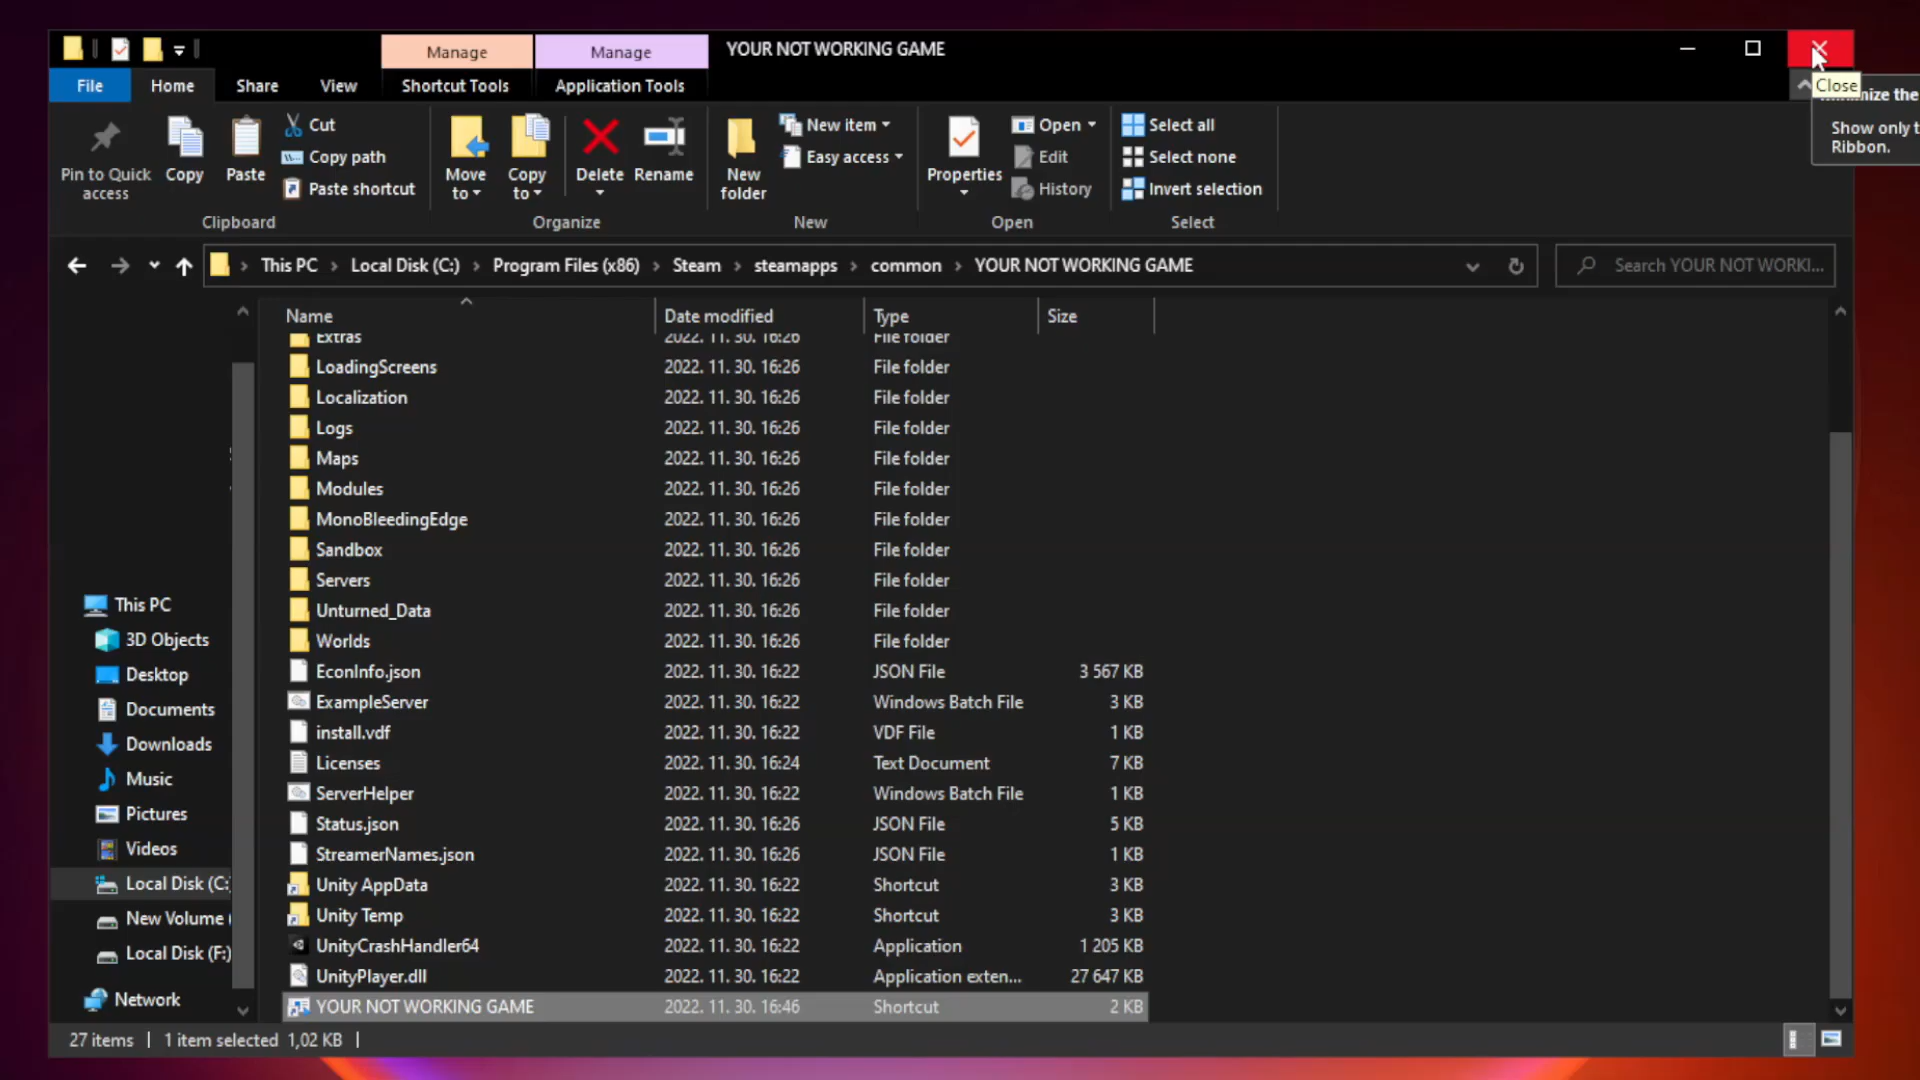 Manage
Manage
YOUR NOT WORKING GAME
File
Home
Share
View
Shortcut Tools
Application Tools
Close
the
Show only
Ribbon.
Pin to Quick
access
Copy
Paste
Cut
Copy path
Paste shortcut
Clipboard
Move
to
Copy
to
Delete
Rename
Organize
New
folder
New item
Easy access
New
Properties
Open
Edit
History
Open
Select all
Select none
Invert selection
Select
This PC
Local Disk (C:)
Program Files (x86)
Steam
steamapps
common
YOUR NOT WORKING GAME
Search YOUR NOT WORKI...
This PC
3D Objects
Desktop
Documents
Downloads
Music
Pictures
Videos
Local Disk (C:
New Volume (
Local Disk (F:)
Network
Name Date modified Type Size
Extras 2022. 11. 30. 16:26 File folder
LoadingScreens 2022. 11. 30. 16:26 File folder
Localization 2022. 11. 30. 16:26 File folder
Logs 2022. 11. 30. 16:26 File folder
Maps 2022. 11. 30. 16:26 File folder
Modules 2022. 11. 30. 16:26 File folder
MonoBleedingEdge 2022. 11. 30. 16:26 File folder
Sandbox 2022. 11. 30. 16:26 File folder
Servers 2022. 11. 30. 16:26 File folder
Unturned_Data 2022. 11. 30. 16:26 File folder
Worlds 2022. 11. 30. 16:26 File folder
EconInfo.json 2022. 11. 30. 16:22 JSON File 3 567 KB
ExampleServer 2022. 11. 30. 16:22 Windows Batch File 3 KB
install.vdf 2022. 11. 30. 16:22 VDF File 1 KB
Licenses 2022. 11. 30. 16:24 Text Document 7 KB
ServerHelper 2022. 11. 30. 16:22 Windows Batch File 1 KB
Status.json 2022. 11. 30. 16:26 JSON File 5 KB
StreamerNames.json 2022. 11. 30. 16:26 JSON File 1 KB
Unity AppData 2022. 11. 30. 16:22 Shortcut 3 KB
Unity Temp 2022. 11. 30. 16:22 Shortcut 3 KB
UnityCrashHandler64 2022. 11. 30. 16:22 Application 1 205 KB
UnityPlayer.dll 2022. 11. 30. 16:22 Application exten... 27 647 KB
YOUR NOT WORKING GAME 2022. 11. 30. 16:46 Shortcut 2 KB
27 items
1 item selected 1,02 KB